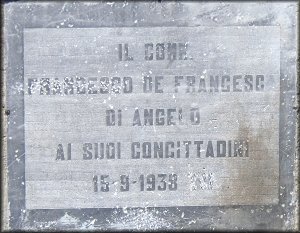 IL COMM.
FRANCESCO DE FRANCESCA
DI ANGELO
AI SUOI CONCITTADINI
15-9-1938